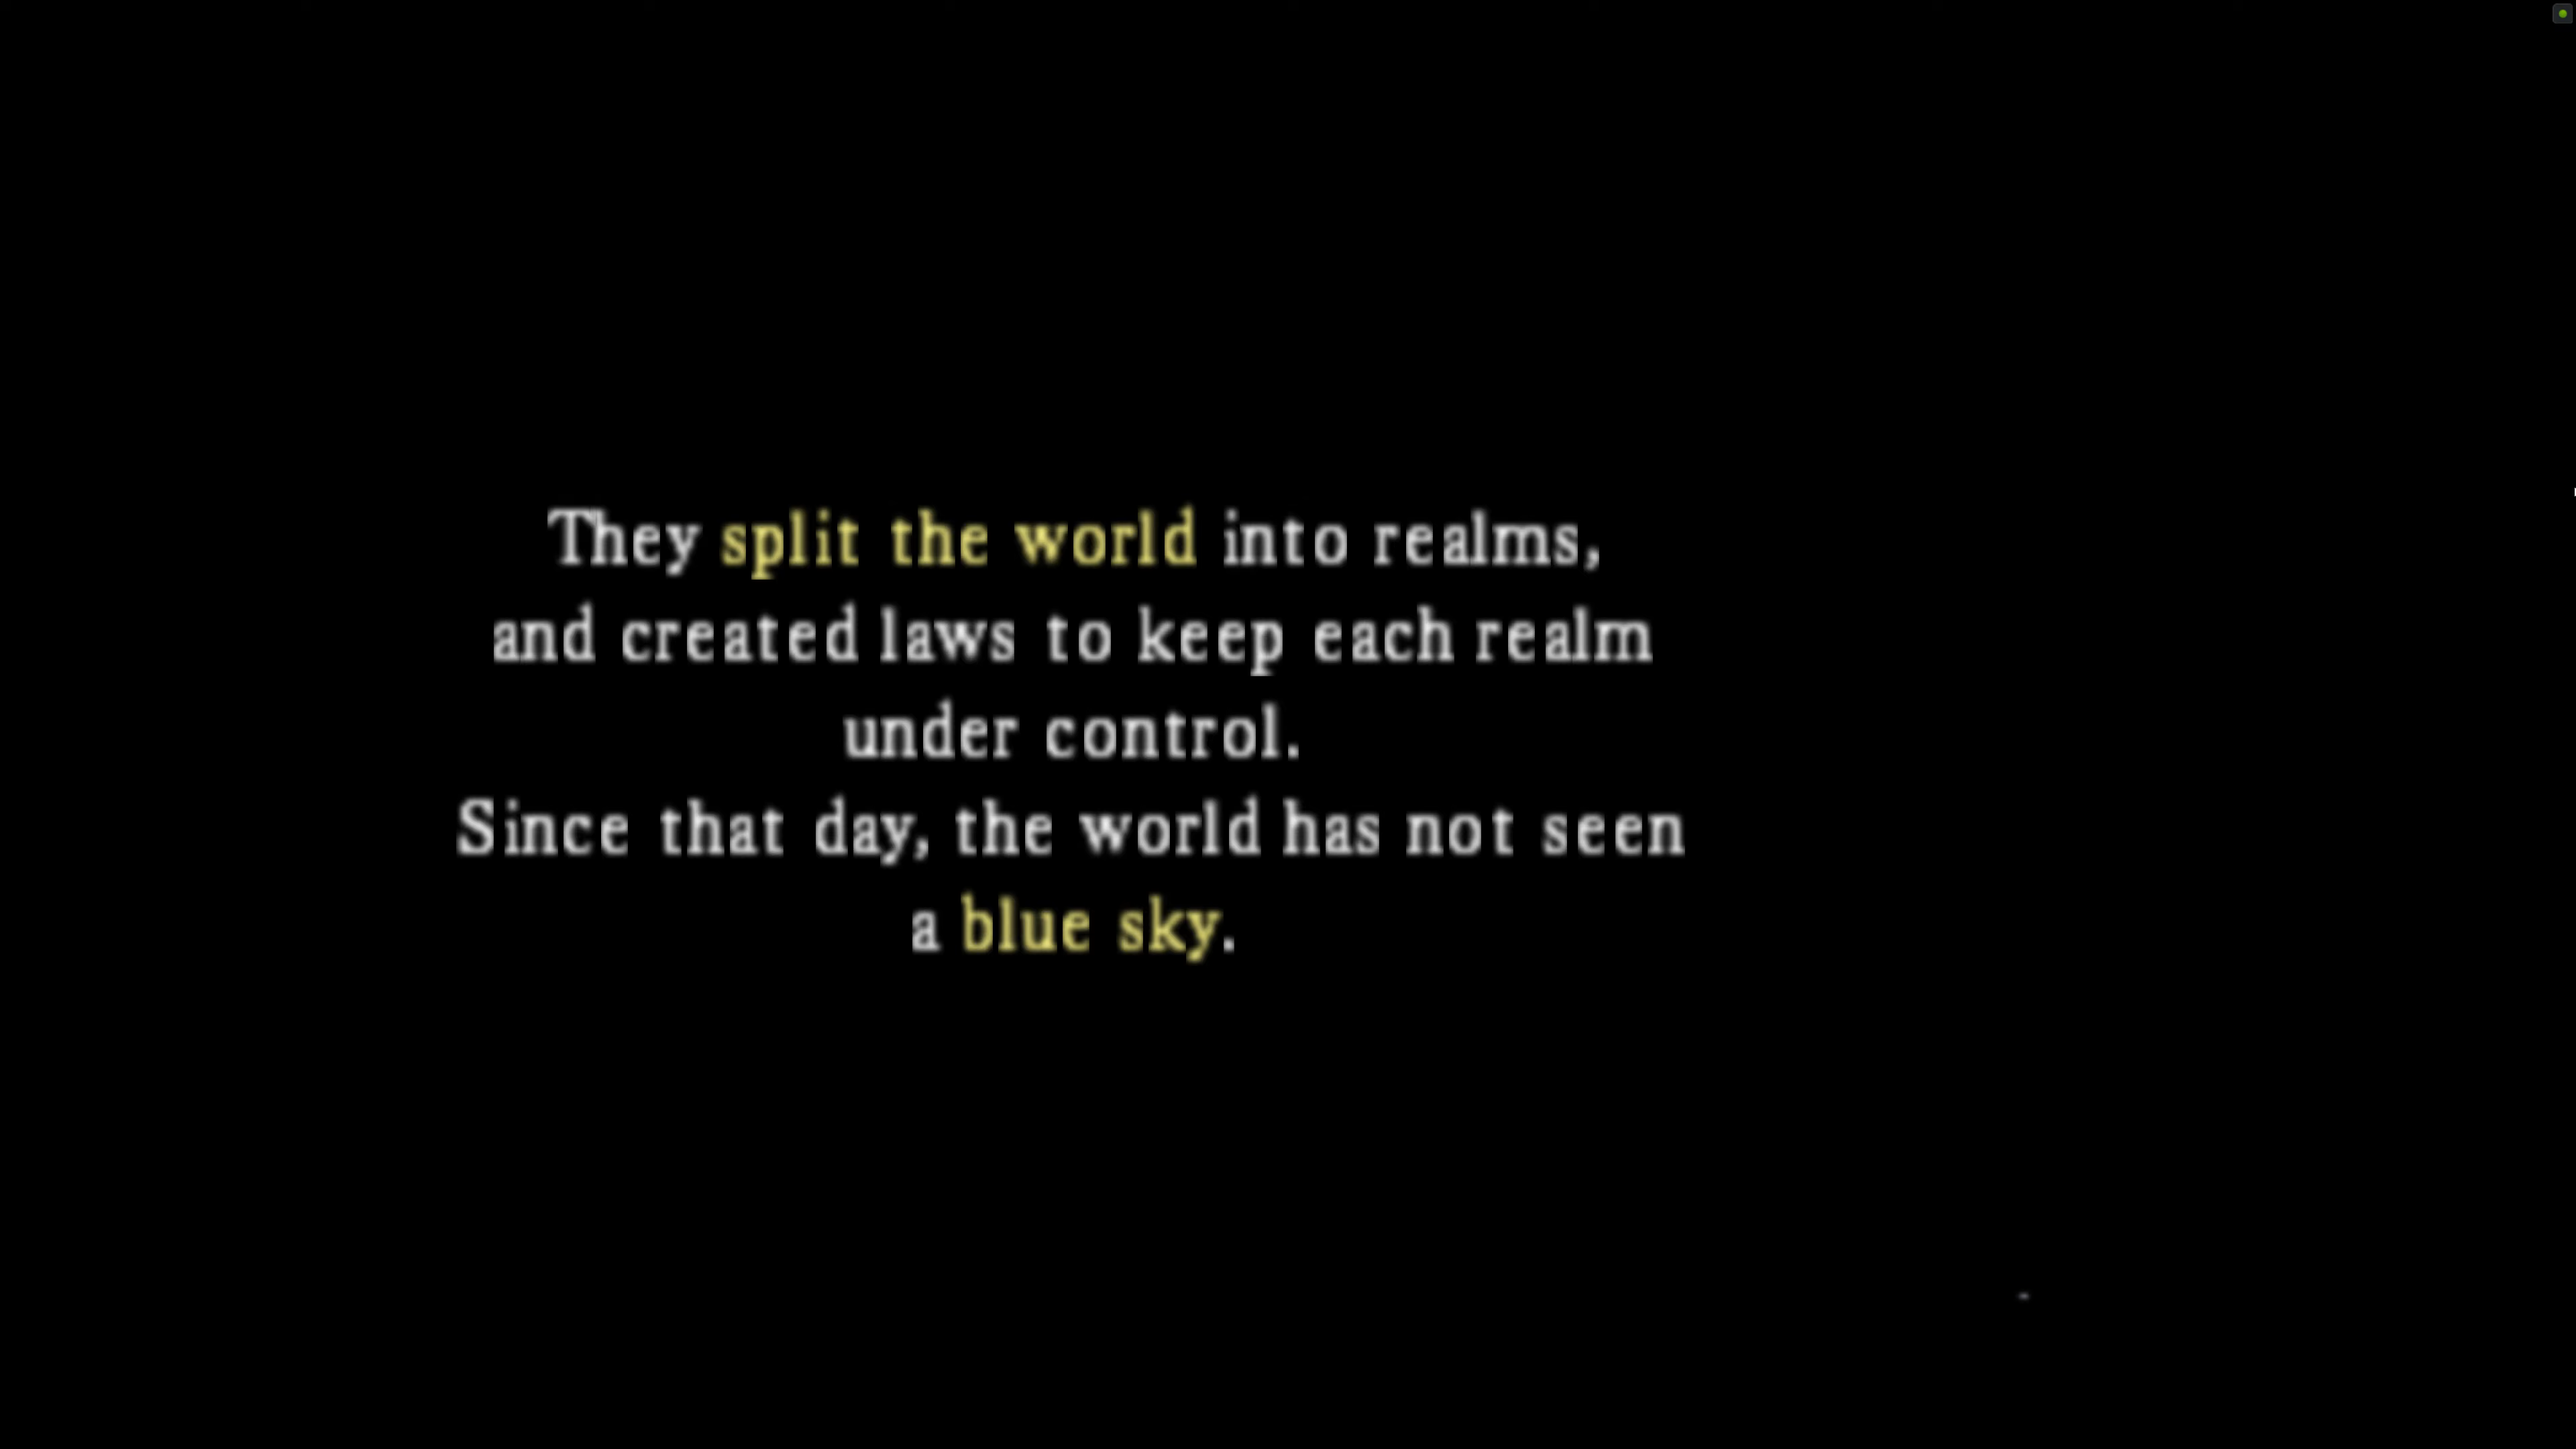 They split the world into realms,
and created laws to keep each realm
under control.
Since that day, the world has not seen
a blue sky.